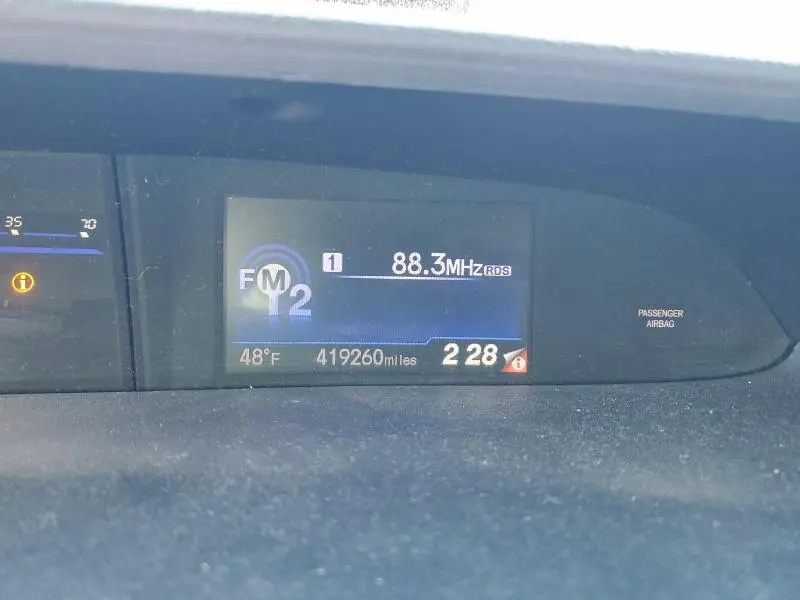 35 70
FM2
1 88.3MHz RDS
48°F 419260miles 2 28
PASSENGER
AIRBAG